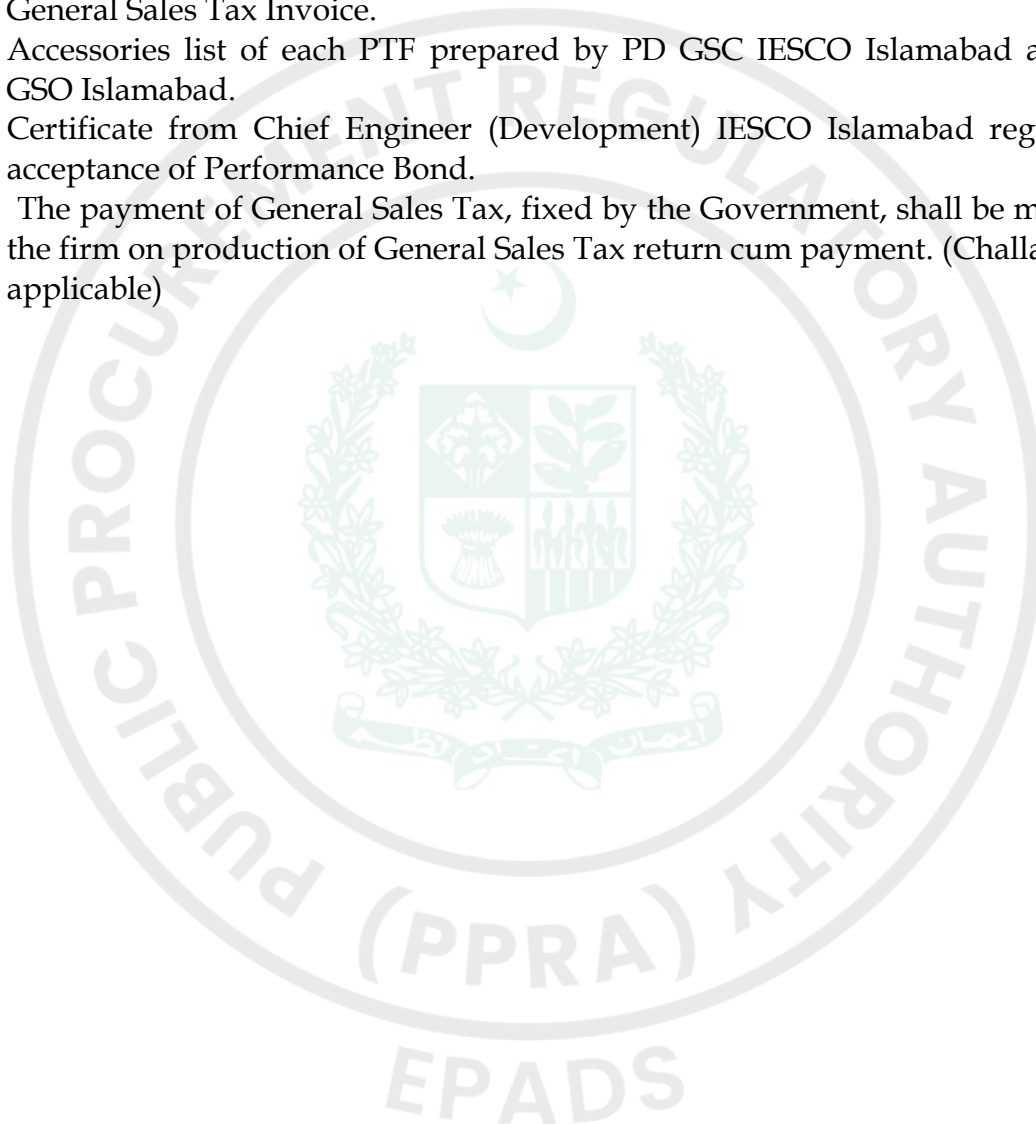 General Sales Tax Invoice.
Accessories list of each PTF prepared by PD GSC IESCO Islamabad
GSO Islamabad.
Certificate from Chief Engineer (Development) IESCO Islamabad
acceptance of Performance Bond.
The payment of General Sales Tax, fixed by the Government, shall be
the firm on production of General Sales Tax return cum payment.
applicable)
PUBLIC PROCUREMENT REGULATORY AUTHORITY
(PPRA)
EPADS